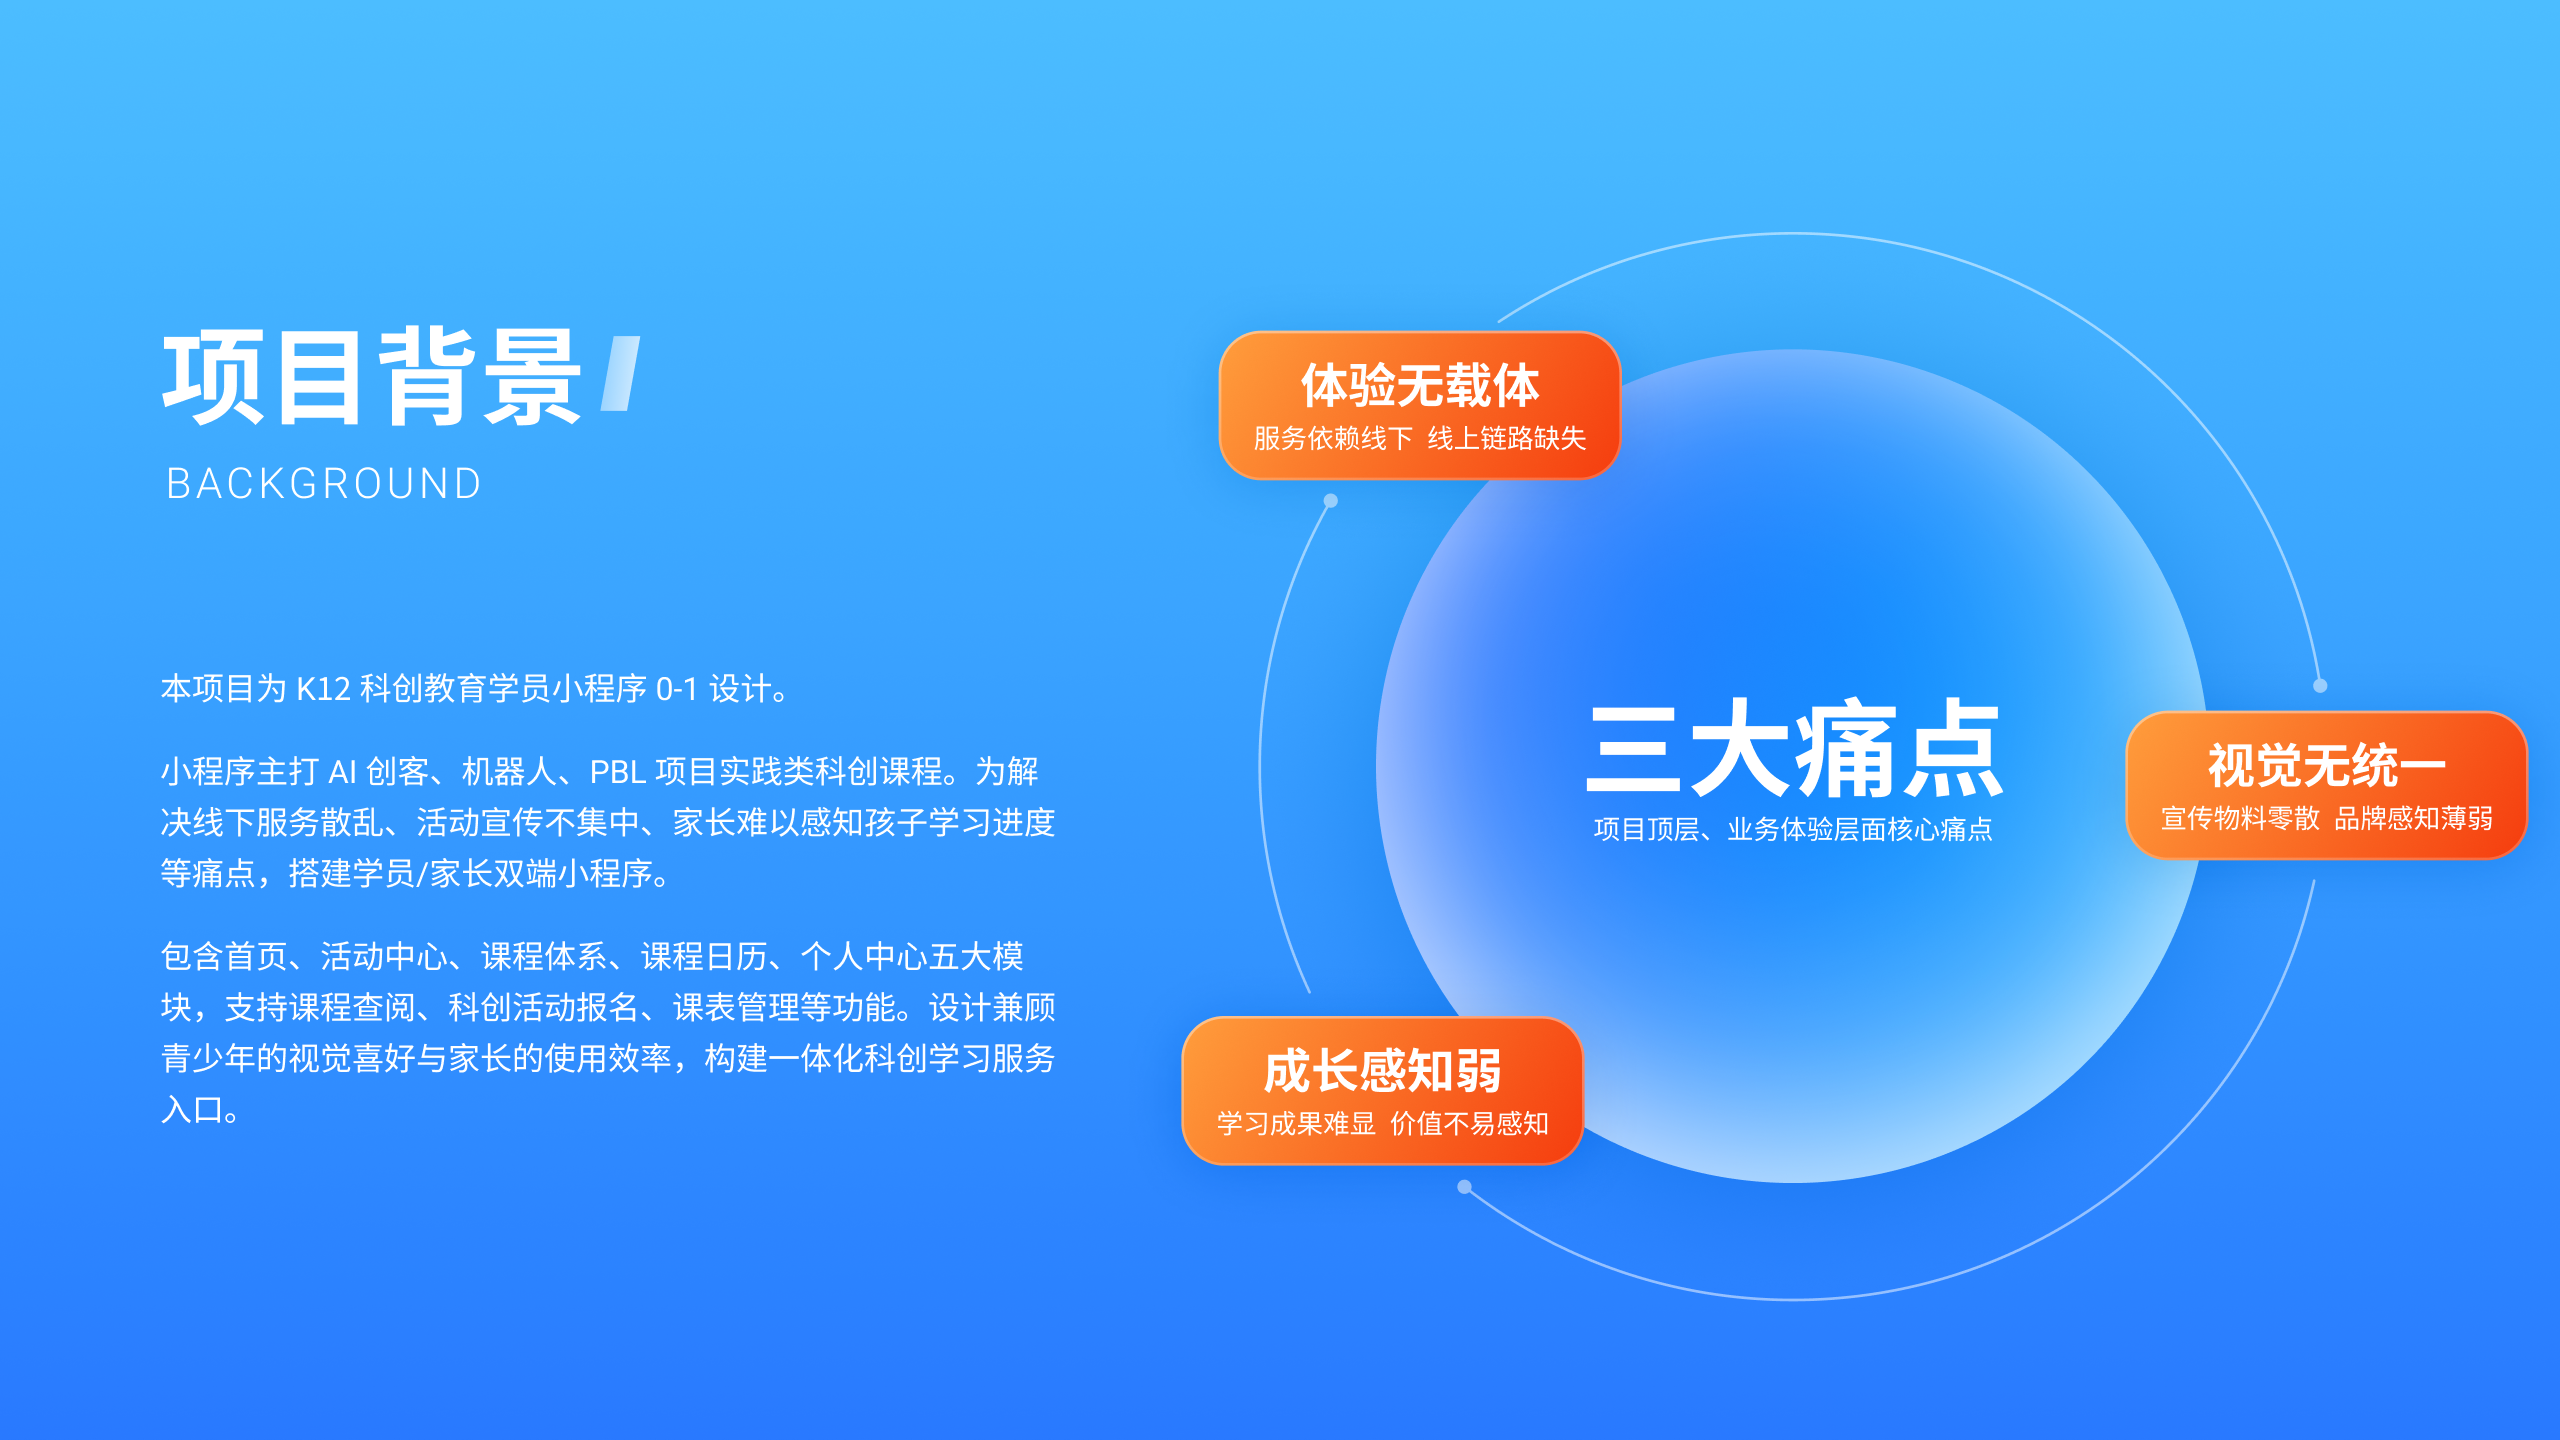 项目背景
BACKGROUND
本项目为 K12 科创教育学员小程序 0-1 设计。
小程序主打 AI 创客、机器人、PBL 项目实践类科创课程。为解
决线下服务散乱、活动宣传不集中、家长难以感知孩子学习进度
等痛点，搭建学员/家长双端小程序。
包含首页、活动中心、课程体系、课程日历、个人中心五大模
块，支持课程查阅、科创活动报名、课表管理等功能。设计兼顾
青少年的视觉喜好与家长的使用效率，构建一体化科创学习服务
入口。
体验无载体
服务依赖线下 线上链路缺失
三大痛点
项目顶层、业务体验层面核心痛点
视觉无统一
宣传物料零散 品牌感知薄弱
成长感知弱
学习成果难显 价值不易感知